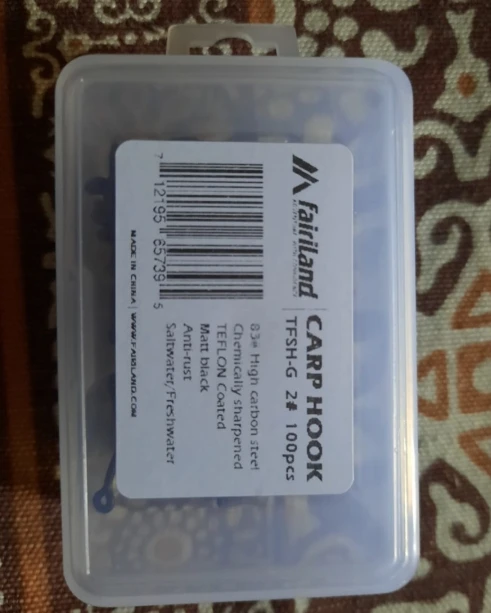 Fairiland
CARP HOOK
TFSH-G 2# 100pcs
83# High carbon steel
Chemically sharpened
TEFLON Coated
Matt black
Anti-rust
Saltwater/Freshwater
7 12195 65739 5
MADE IN CHINA | WWW.FAIRILAND.COM